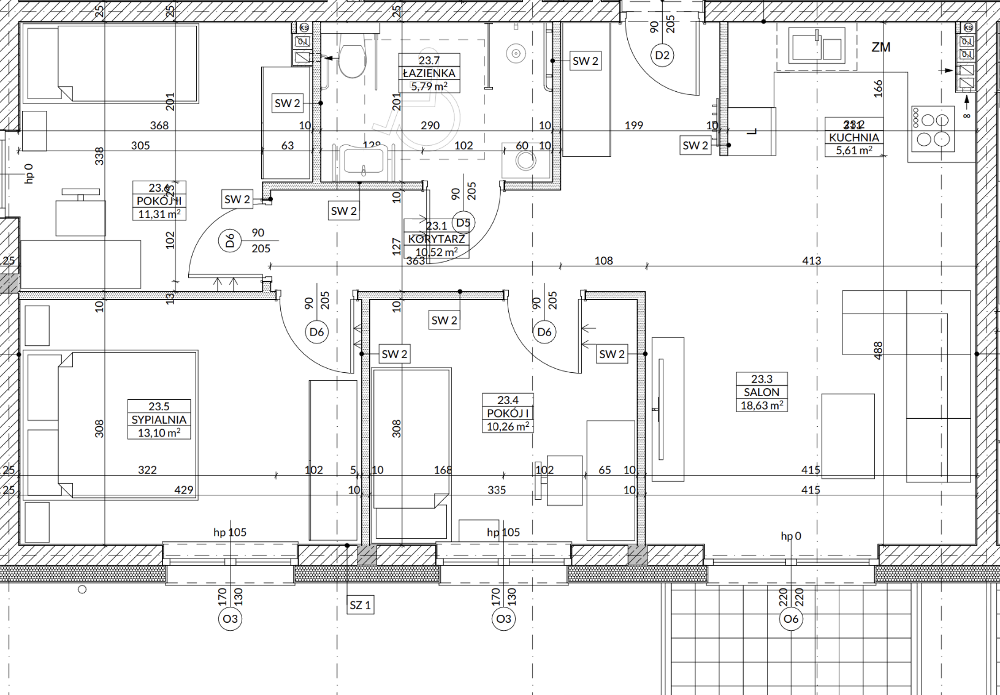 25
25
25
90
205
D2
ks
0,I
ks
0,I
0,I
ZM
23.7
ŁAZIENKA
5,79 m²
SW 2
SW 2
201
201
166
8
368
10
290
10
199
10
L
23.2
KUCHNIA
5,61 m²
305
63
128
102
60
10
SW 2
338
hp 0
23.6
POKÓJ II
11,31 m²
23
SW 2
SW 2
10
90
205
D5
D6
90
205
102
127
23.1
KORYTARZ
10,52 m²
25
363
108
413
10
13
10
90
205
D6
90
205
D6
SW 2
SW 2
SW 2
488
23.5
SYPIALNIA
13,10 m²
308
308
23.4
POKÓJ I
10,26 m²
23.3
SALON
18,63 m²
25
322
102
5
10
168
102
65
10
415
25
429
10
335
10
415
hp 105
hp 105
hp 0
170
130
O3
SZ 1
170
130
O3
220
220
O6